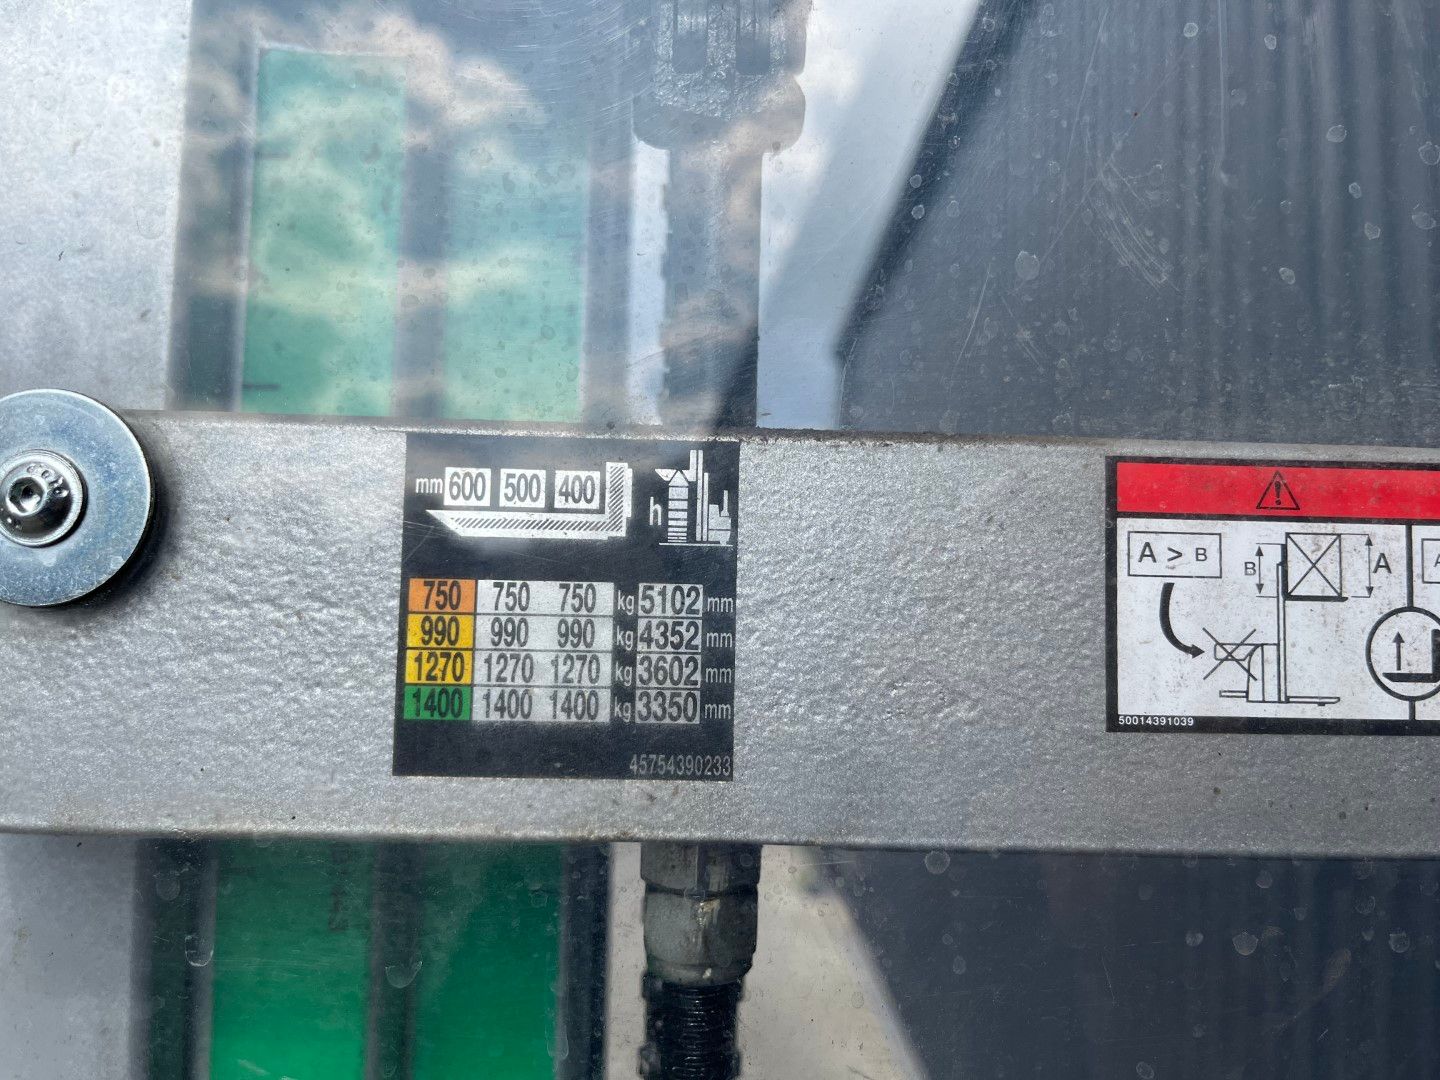 mm 600 500 400
h
750 750 750 kg 5102 mm
990 990 990 kg 4352 mm
1270 1270 1270 kg 3602 mm
1400 1400 1400 kg 3350 mm
45754390233
A > B
B A
A
50014391039